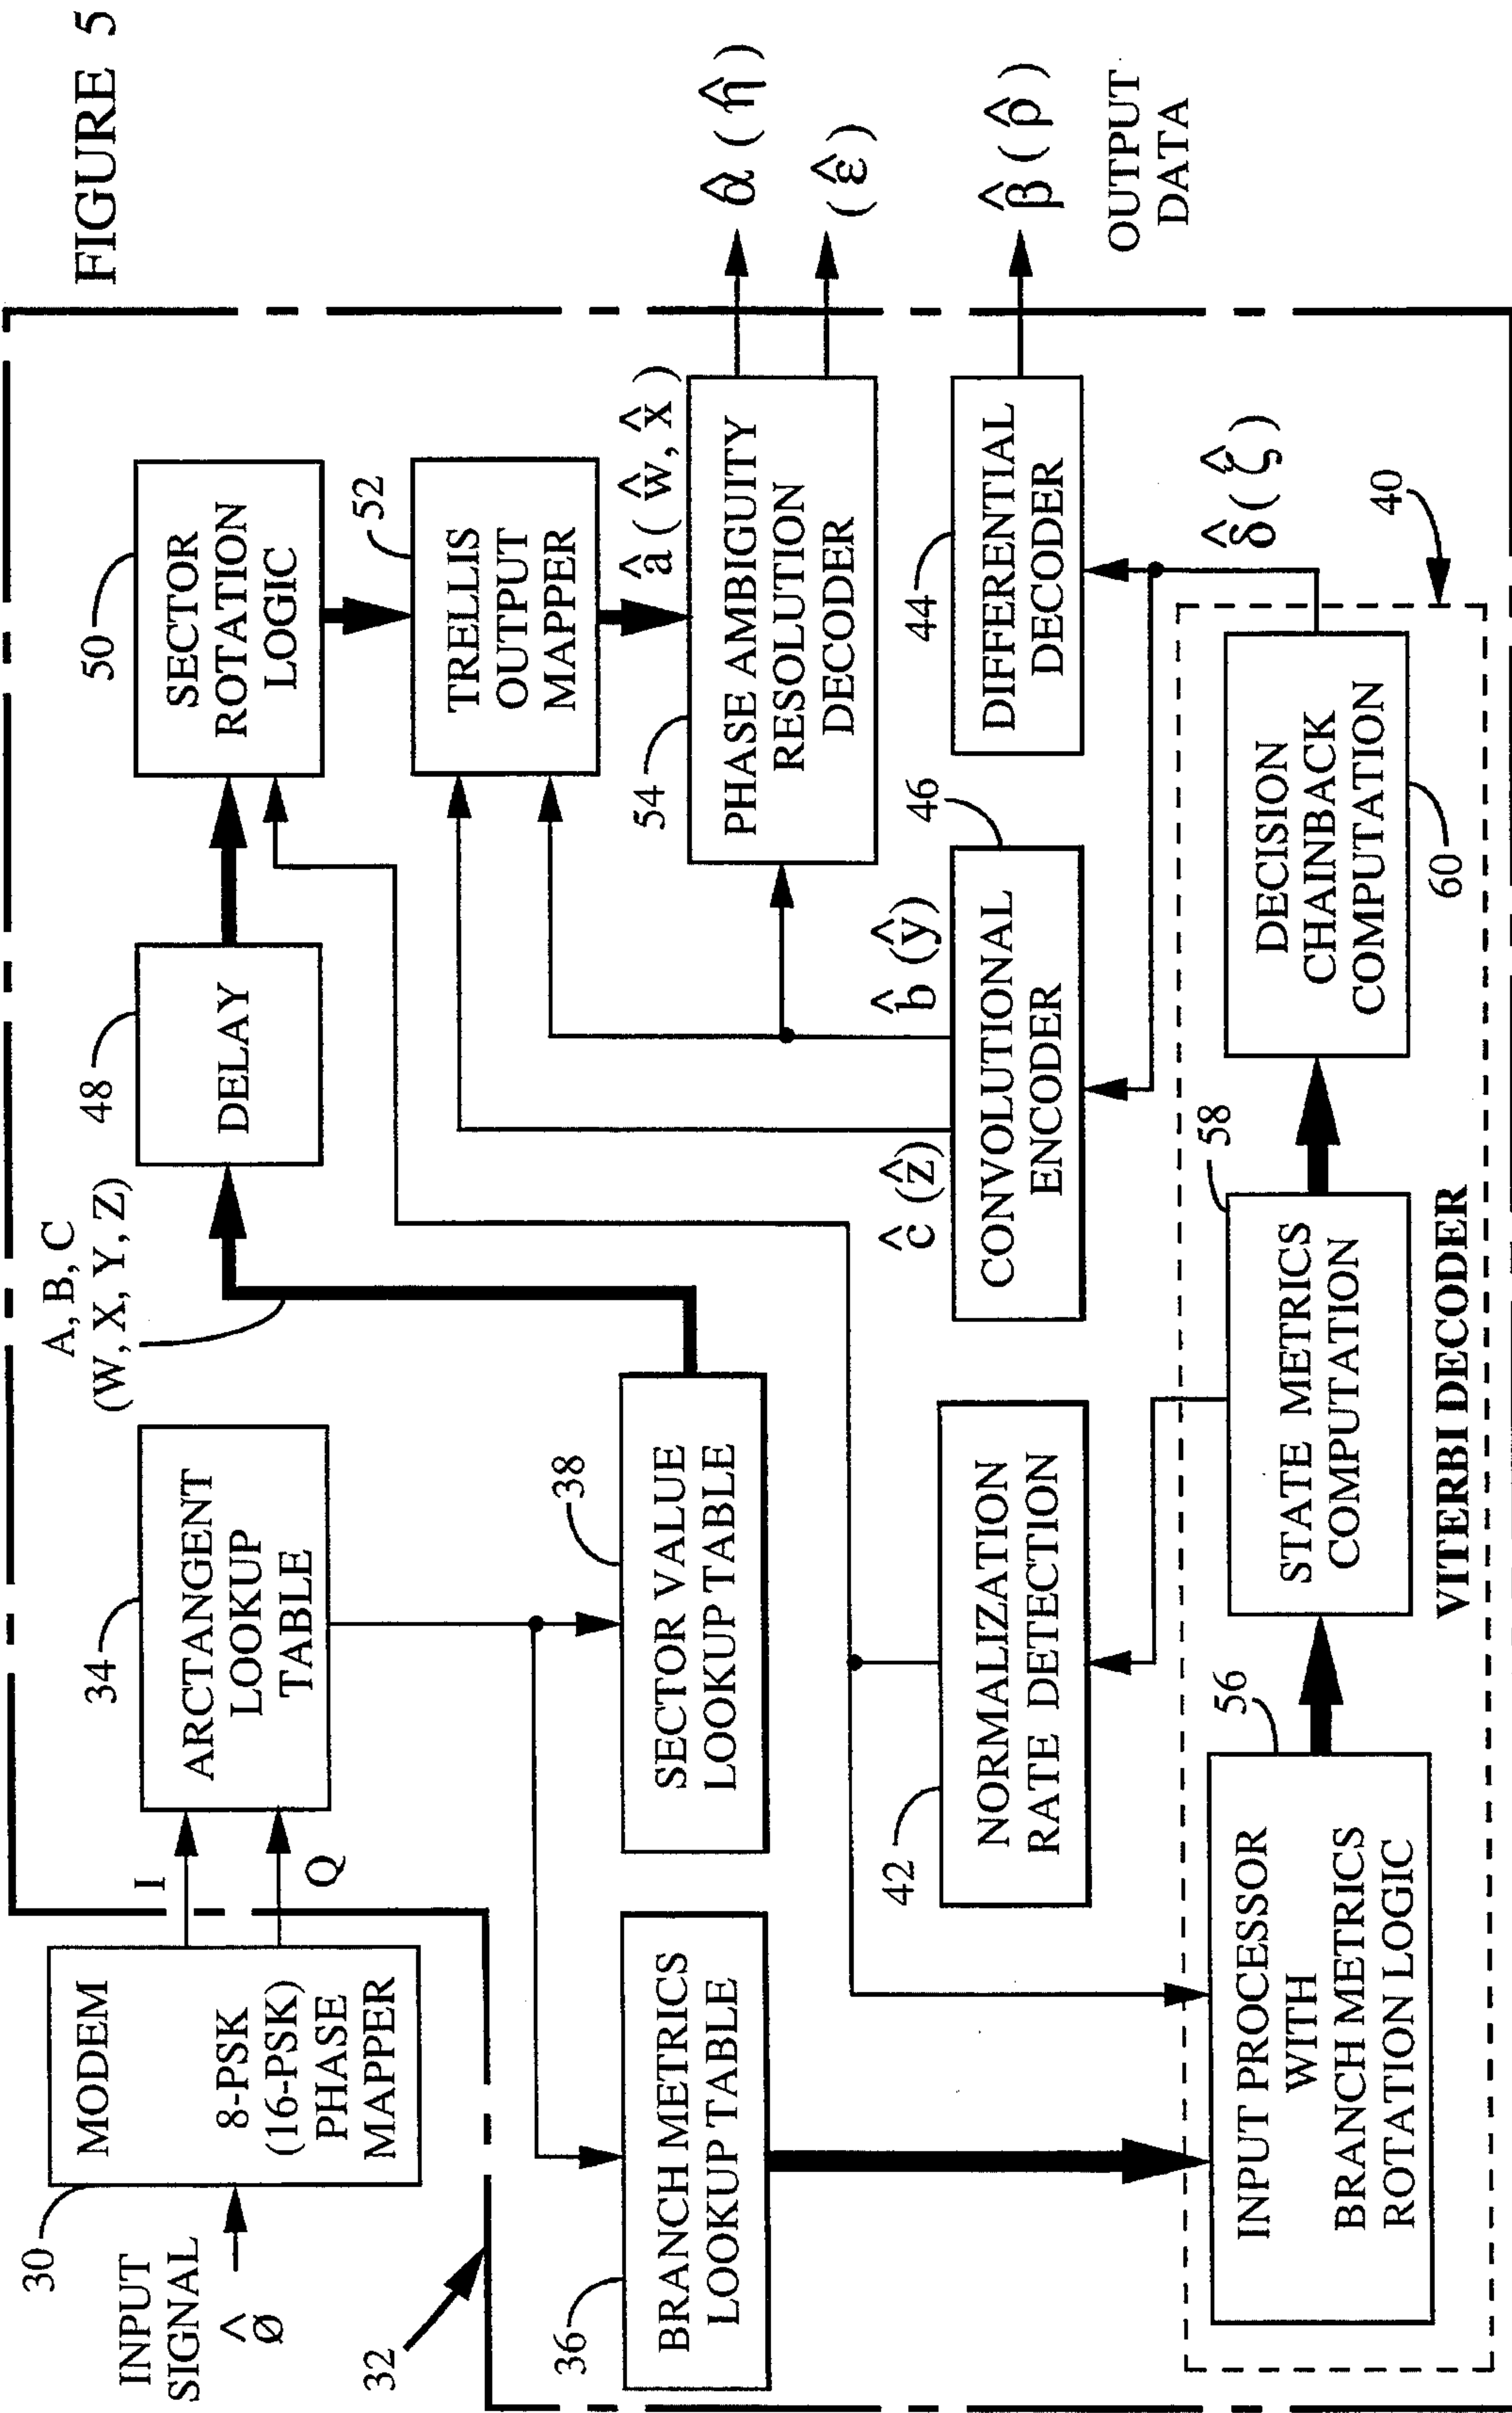 FIGURE 5
INPUT
SIGNAL
φ̂
30
MODEM
8-PSK
(16-PSK)
PHASE
MAPPER
I
Q
32
34
ARCTANGENT
LOOKUP
TABLE
A, B, C
(W, X, Y, Z)
48
DELAY
50
SECTOR
ROTATION
LOGIC
52
TRELLIS
OUTPUT
MAPPER
â ( ŵ, x̂ )
36
BRANCH METRICS
LOOKUP TABLE
38
SECTOR VALUE
LOOKUP TABLE
54
PHASE AMBIGUITY
RESOLUTION
DECODER
α̂ ( η̂ )
( ε̂ )
42
NORMALIZATION
RATE DETECTION
ĉ (ẑ)
b̂ (ŷ)
46
CONVOLUTIONAL
ENCODER
44
DIFFERENTIAL
DECODER
β̂ ( ρ̂ )
OUTPUT
DATA
δ̂ ( ζ̂ )
40
56
INPUT PROCESSOR
WITH
BRANCH METRICS
ROTATION LOGIC
58
STATE METRICS
COMPUTATION
DECISION
CHAINBACK
COMPUTATION
60
VITERBI DECODER